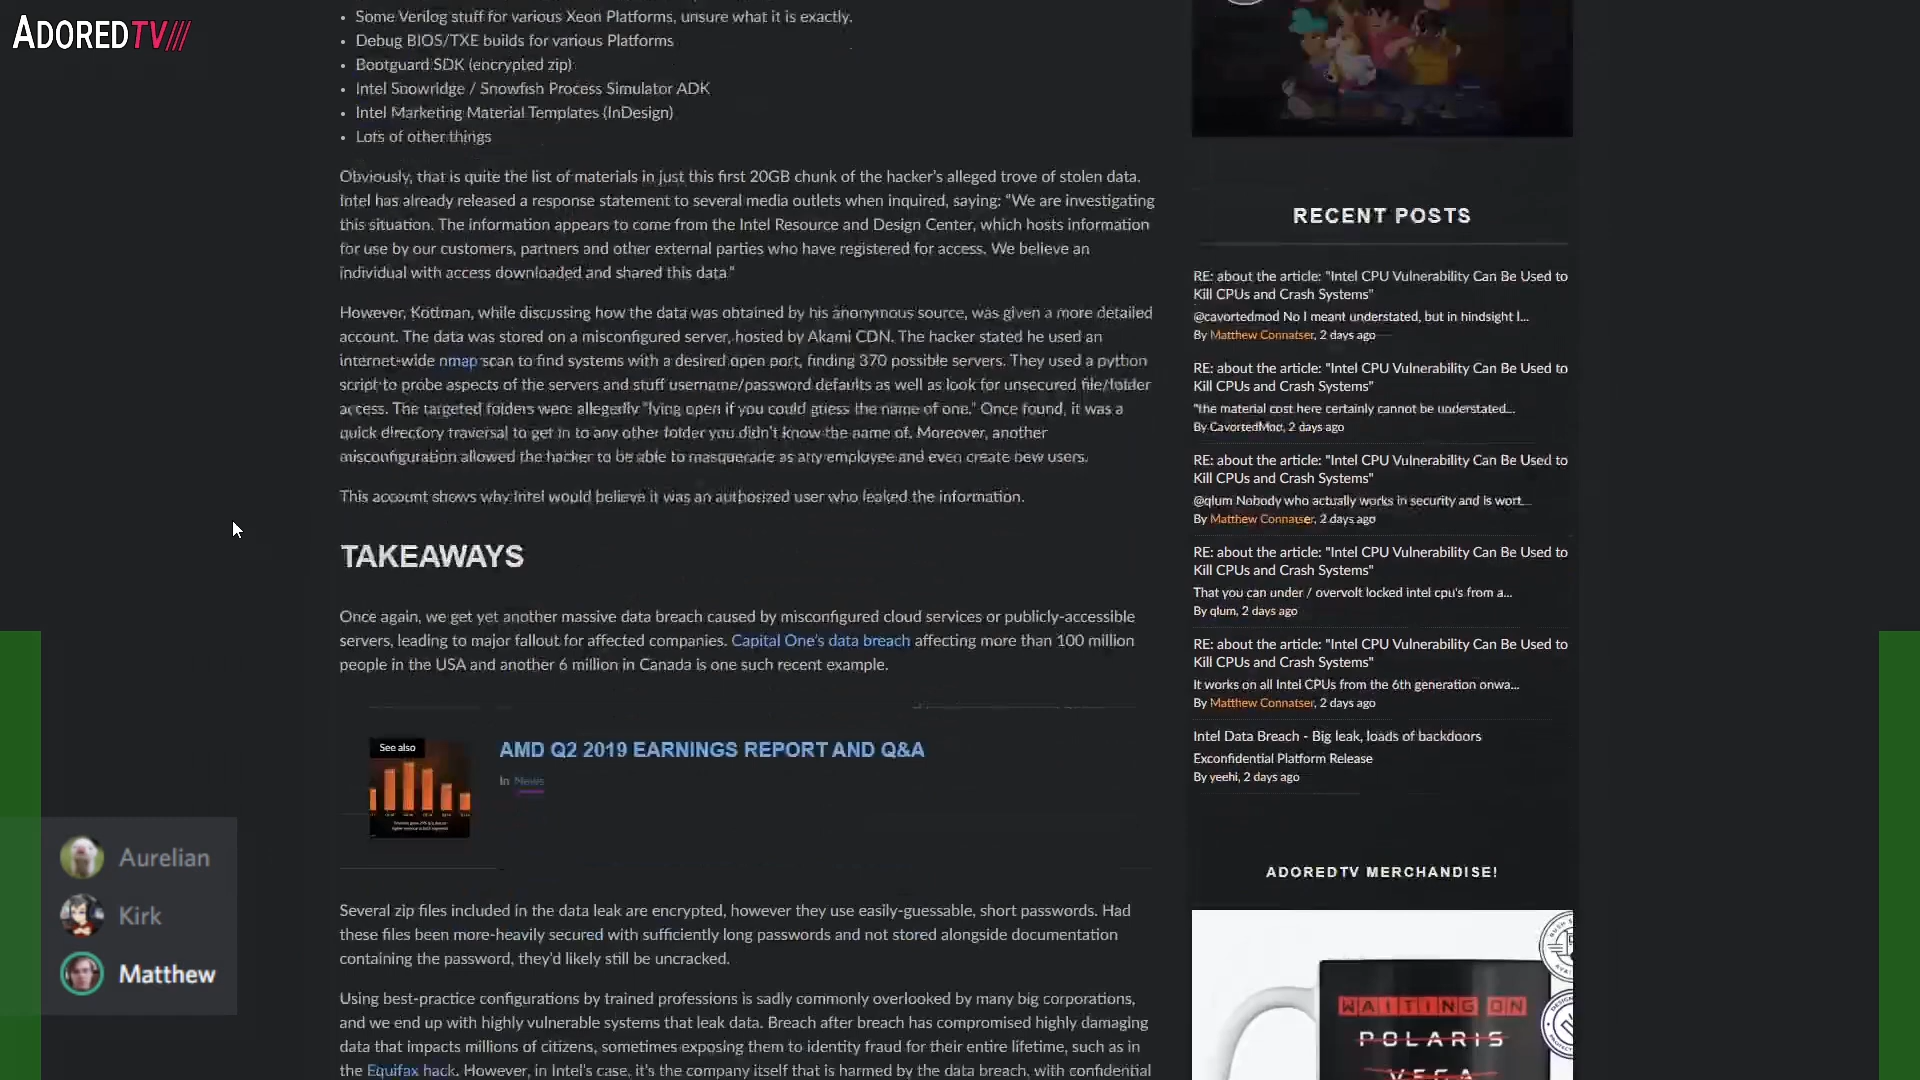 ADOREDTV///
Some Verilog stuff for various Xeon Platforms, unsure what it is exactly.
Debug BIOS/TXE builds for various Platforms
Bootguard SDK (encrypted zip)
Intel Snowridge / Snowfish Process Simulator ADK
Intel Marketing Material Templates (InDesign)
Lots of other things
Obviously, that is quite the list of materials in just this first 20GB chunk of the hacker's alleged trove of stolen data.
Intel has already released a response statement to several media outlets when inquired, saying: “We are investigating
this situation. The information appears to come from the Intel Resource and Design Center, which hosts information
for use by our customers, partners and other external parties who have registered for access. We believe an
individual with access downloaded and shared this data.”
However, Kottman, while discussing how the data was obtained by his anonymous source, was given a more detailed
account. The data was stored on a misconfigured server, hosted by Akami CDN. The hacker stated he used an
internet-wide nmap scan to find systems with a desired open port, finding 370 possible servers. They used a python
script to probe aspects of the servers and stuff username/password defaults as well as look for unsecured file/folder
access. The targeted folders were allegedly “lying open if you could guess the name of one.” Once found, it was a
quick directory traversal to get in to any other folder you didn't know the name of. Moreover, another
misconfiguration allowed the hacker to be able to masquerade as any employee and even create new users.
This account shows why Intel would believe it was an authorized user who leaked the information.
TAKEAWAYS
Once again, we get yet another massive data breach caused by misconfigured cloud services or publicly-accessible
servers, leading to major fallout for affected companies. Capital One's data breach affecting more than 100 million
people in the USA and another 6 million in Canada is one such recent example.
See also
AMD Q2 2019 EARNINGS REPORT AND Q&A
In News
Several zip files included in the data leak are encrypted, however they use easily-guessable, short passwords. Had
these files been more-heavily secured with sufficiently long passwords and not stored alongside documentation
containing the password, they'd likely still be uncracked.
Using best-practice configurations by trained professions is sadly commonly overlooked by many big corporations,
and we end up with highly vulnerable systems that leak data. Breach after breach has compromised highly damaging
data that impacts millions of citizens, sometimes exposing them to identity fraud for their entire lifetime, such as in
the Equifax hack. However, in Intel's case, it's the company itself that is harmed by the data breach, with confidential
Aurelian
Kirk
Matthew
RECENT POSTS
RE: about the article: "Intel CPU Vulnerability Can Be Used to
Kill CPUs and Crash Systems"
@cavortedmod No I meant understated, but in hindsight I...
By Matthew Connatser, 2 days ago
RE: about the article: "Intel CPU Vulnerability Can Be Used to
Kill CPUs and Crash Systems"
"the material cost here certainly cannot be understated...
By CavortedMod, 2 days ago
RE: about the article: "Intel CPU Vulnerability Can Be Used to
Kill CPUs and Crash Systems"
@qlum Nobody who actually works in security and is wort...
By Matthew Connatser, 2 days ago
RE: about the article: "Intel CPU Vulnerability Can Be Used to
Kill CPUs and Crash Systems"
That you can under / overvolt locked intel cpu's from a...
By qlum, 2 days ago
RE: about the article: "Intel CPU Vulnerability Can Be Used to
Kill CPUs and Crash Systems"
It works on all Intel CPUs from the 6th generation onwa...
By Matthew Connatser, 2 days ago
Intel Data Breach - Big leak, loads of backdoors
Exconfidential Platform Release
By yeehi, 2 days ago
ADOREDTV MERCHANDISE!
WAITING ON
POLARIS
VEGA